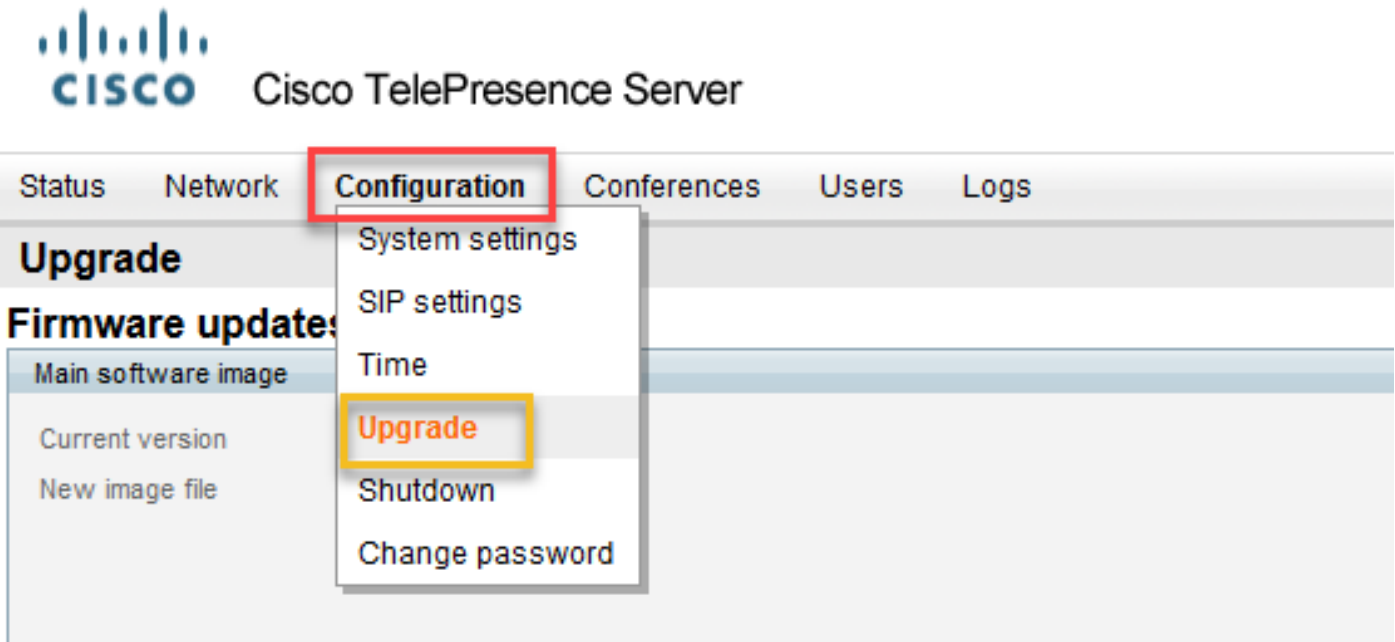 CISCO Cisco TelePresence Server
Status Network Configuration Conferences Users Logs
Upgrade
Firmware updates
Main software image
Current version
New image file
System settings
SIP settings
Time
Upgrade
Shutdown
Change password